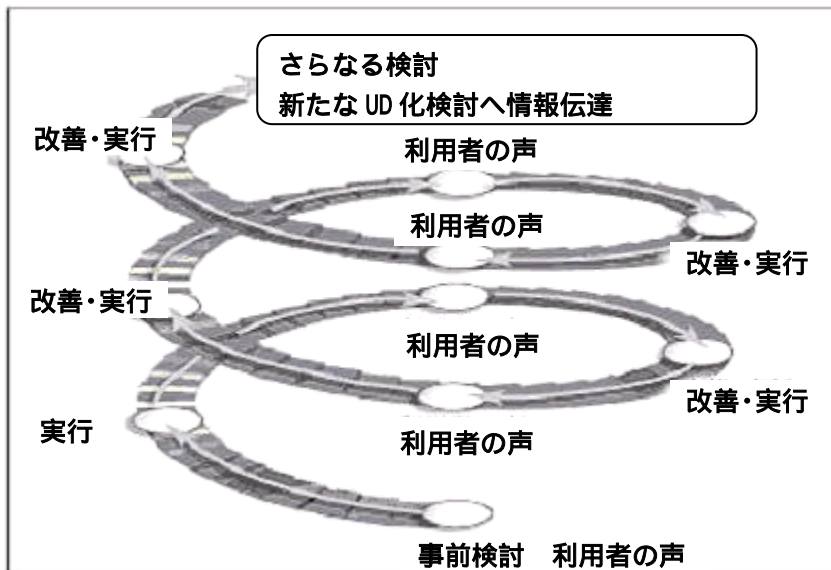 さらなる検討
新たなUD化検討へ情報伝達
改善・実行
利用者の声
利用者の声
改善・実行
改善・実行
利用者の声
改善・実行
実行
利用者の声
事前検討 利用者の声